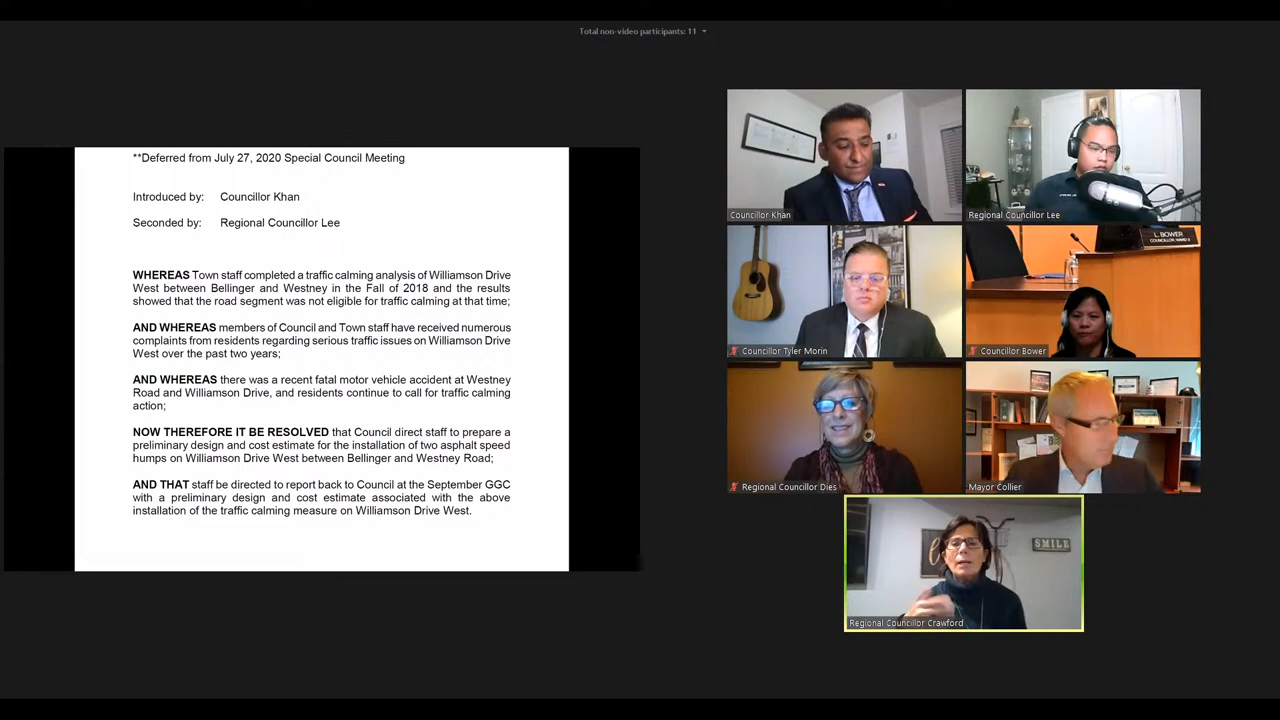 Total non-video participants: 11
**Deferred from July 27, 2020 Special Council Meeting
Introduced by: Councillor Khan
Seconded by: Regional Councillor Lee
WHEREAS Town staff completed a traffic calming analysis of Williamson Drive
West between Bellinger and Westney in the Fall of 2018 and the results
showed that the road segment was not eligible for traffic calming at that time;
AND WHEREAS members of Council and Town staff have received numerous
complaints from residents regarding serious traffic issues on Williamson Drive
West over the past two years;
AND WHEREAS there was a recent fatal motor vehicle accident at Westney
Road and Williamson Drive, and residents continue to call for traffic calming
action;
NOW THEREFORE IT BE RESOLVED that Council direct staff to prepare a
preliminary design and cost estimate for the installation of two asphalt speed
humps on Williamson Drive West between Bellinger and Westney Road;
AND THAT staff be directed to report back to Council at the September GGC
with a preliminary design and cost estimate associated with the above
installation of the traffic calming measure on Williamson Drive West.
Councillor Khan
Regional Councillor Lee
Councillor Tyler Morin
L. BOWER
Councillor Bower
Regional Councillor Dies
Mayor Collier
SMILE
Regional Councillor Crawford